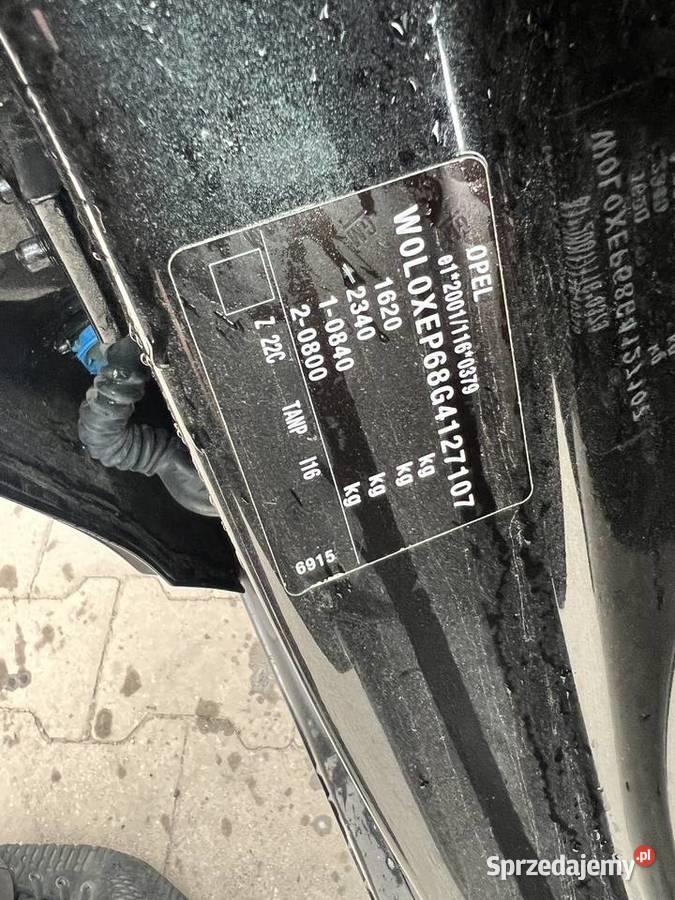 OPEL
e1*2001/116*0379
W0L0XEP68G4127107
1620 kg
2340 kg
1-0840 kg
2-0800 kg
Z 22C TANP I16 6915
Sprzedajemy.pl